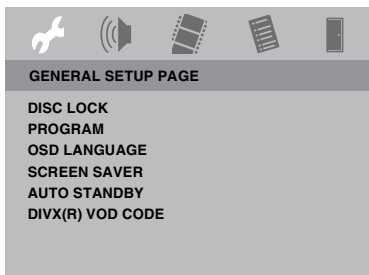 GENERAL SETUP PAGE
DISC LOCK
PROGRAM
OSD LANGUAGE
SCREEN SAVER
AUTO STANDBY
DIVX(R) VOD CODE